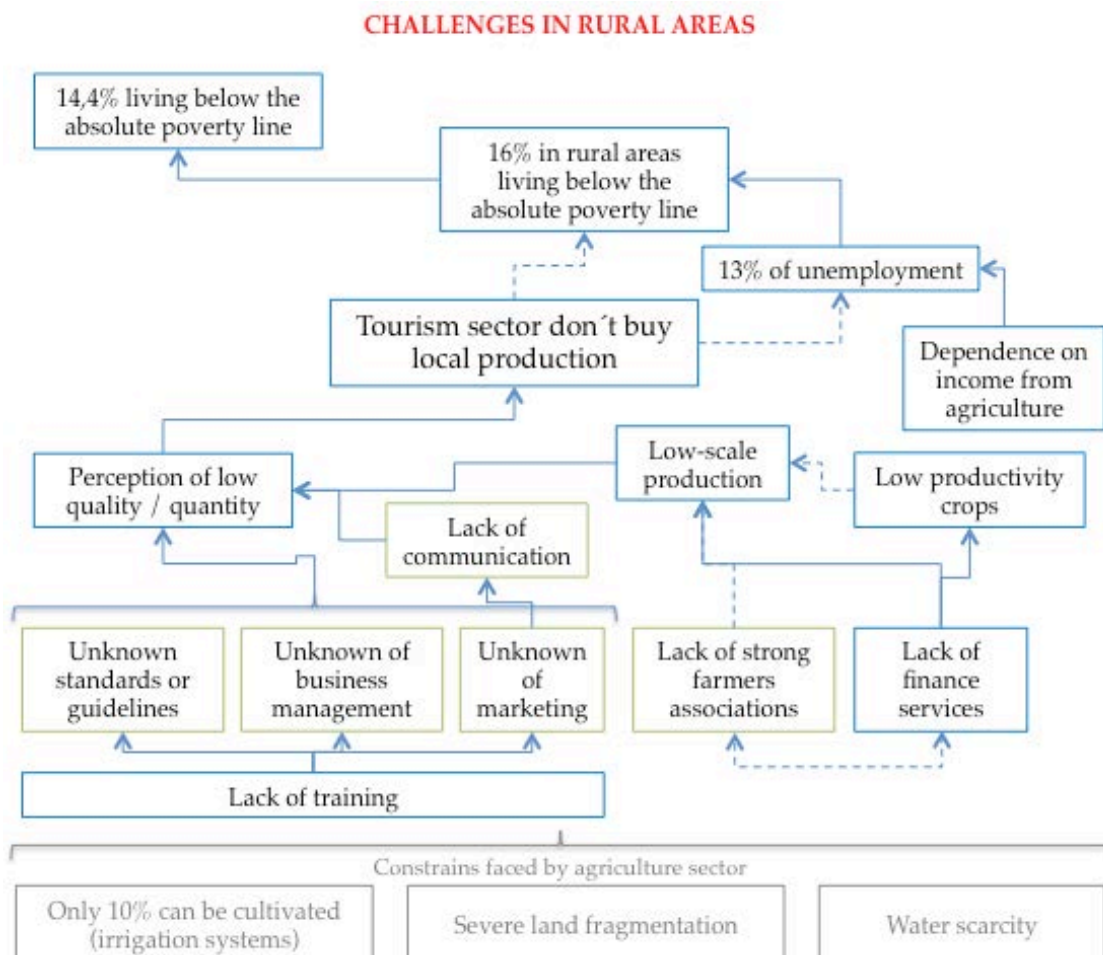 CHALLENGES IN RURAL AREAS
14,4% living below the
absolute poverty line
16% in rural areas
living below the
absolute poverty line
13% of unemployment
Tourism sector don´t buy
local production
Dependence on
income from
agriculture
Perception of low
quality / quantity
Low-scale
production
Low productivity
crops
Lack of
communication
Unknown
standards or
guidelines
Unknown of
business
management
Unknown
of
marketing
Lack of strong
farmers
associations
Lack of
finance
services
Lack of training
Constrains faced by agriculture sector
Only 10% can be cultivated
(irrigation systems)
Severe land fragmentation
Water scarcity